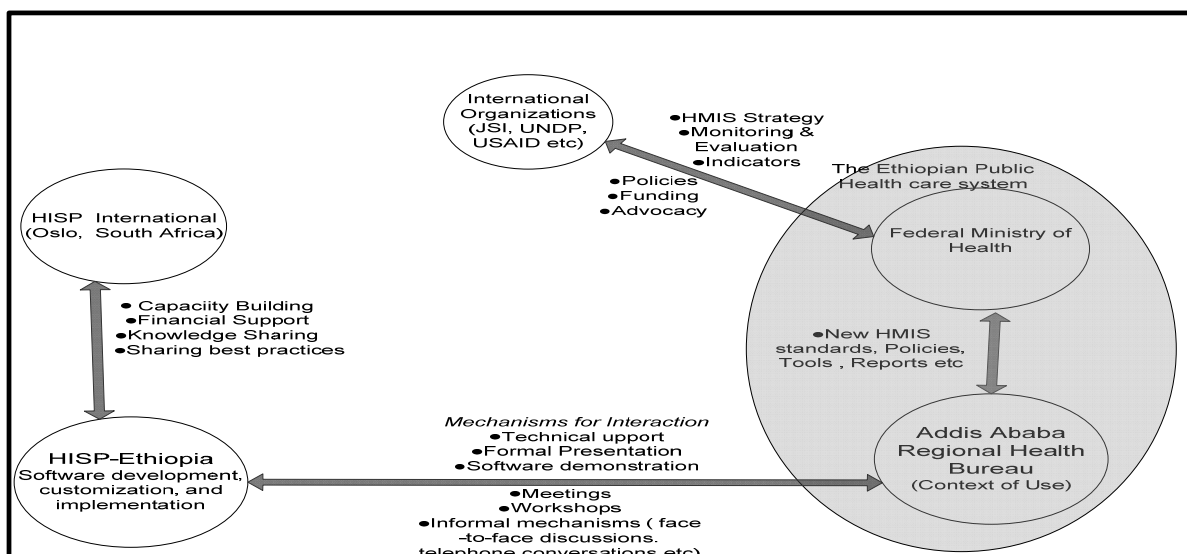 International
Organizations
(JSI, UNDP,
USAID etc)
●HMIS Strategy
●Monitoring &
Evaluation
●Indicators
●Policies
●Funding
●Advocacy
The Ethiopian Public
Health care system
Federal Ministry of
Health
HISP International
(Oslo, South Africa)
● Capaciity Building
●Financial Support
●Knowledge Sharing
●Sharing best practices
●New HMIS
standards, Policies,
Tools , Reports etc
HISP-Ethiopia
Software development,
customization, and
implementation
Mechanisms for Interaction
●Technical upport
●Formal Presentation
●Software demonstration
●Meetings
●Workshops
●Informal mechanisms ( face
-to-face discussions.
telephone conversations etc)
Addis Ababa
Regional Health
Bureau
(Context of Use)